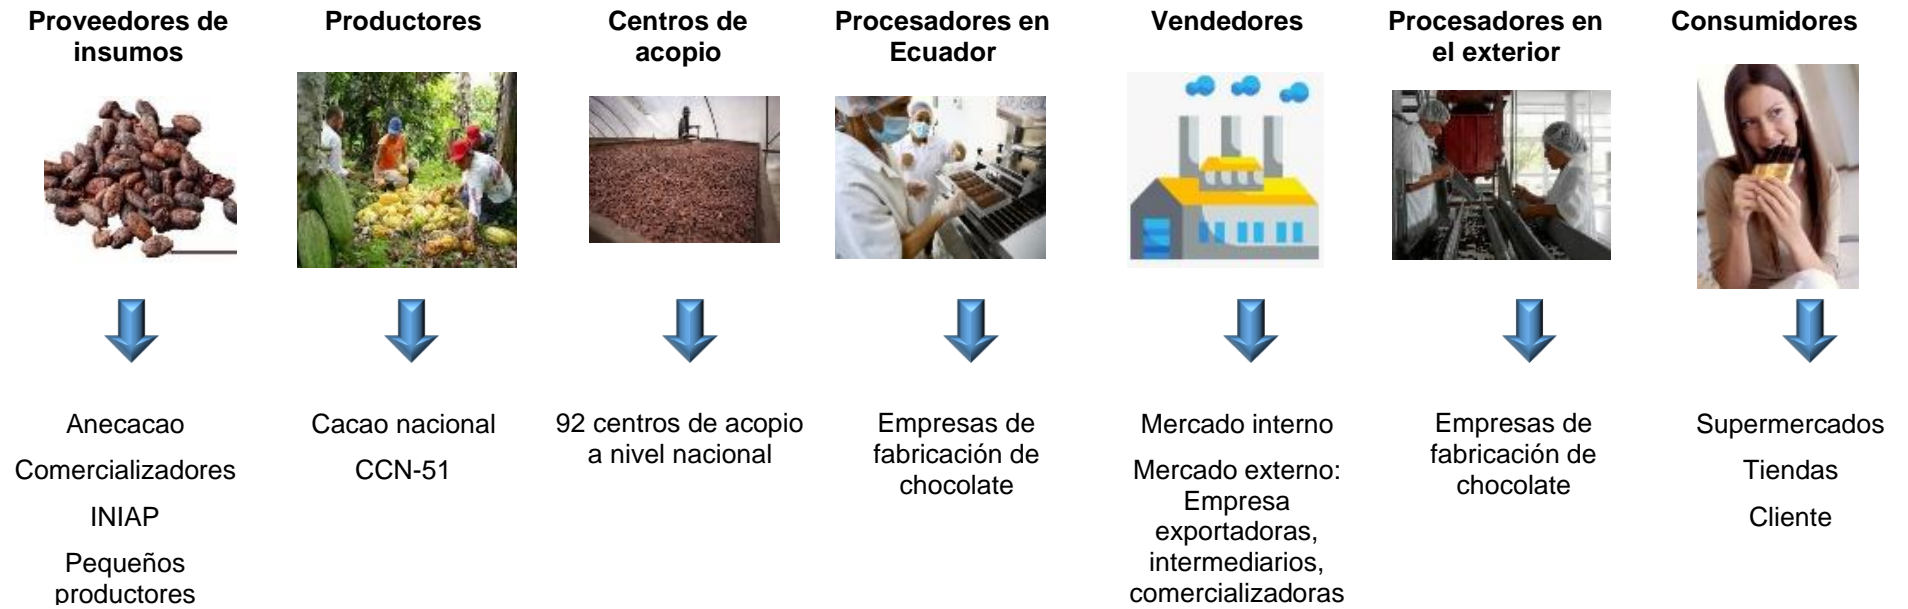 Proveedores de
insumos
Productores
Centros de
acopio
Procesadores en
Ecuador
Vendedores
Procesadores en
el exterior
Consumidores
Anecacao
Comercializadores
INIAP
Pequeños
productores
Cacao nacional
CCN-51
92 centros de acopio
a nivel nacional
Empresas de
fabricación de
chocolate
Mercado interno
Mercado externo:
Empresa
exportadoras,
intermediarios,
comercializadoras
Empresas de
fabricación de
chocolate
Supermercados
Tiendas
Cliente